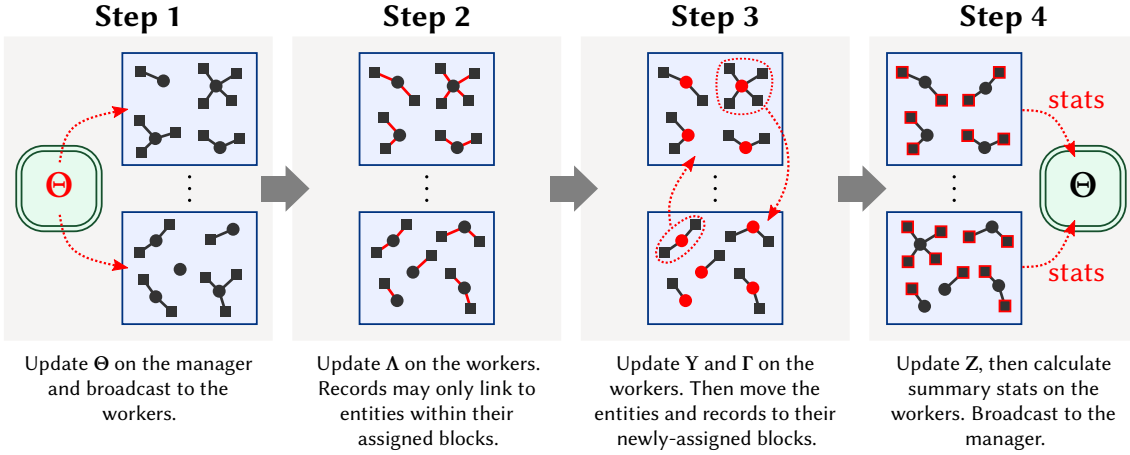 Step 1
Θ
Update Θ on the manager
and broadcast to the
workers.
Step 2
Update Λ on the workers.
Records may only link to
entities within their
assigned blocks.
Step 3
Update Y and Γ on the
workers. Then move the
entities and records to their
newly-assigned blocks.
Step 4
stats
Θ
stats
Update Z, then calculate
summary stats on the
workers. Broadcast to the
manager.